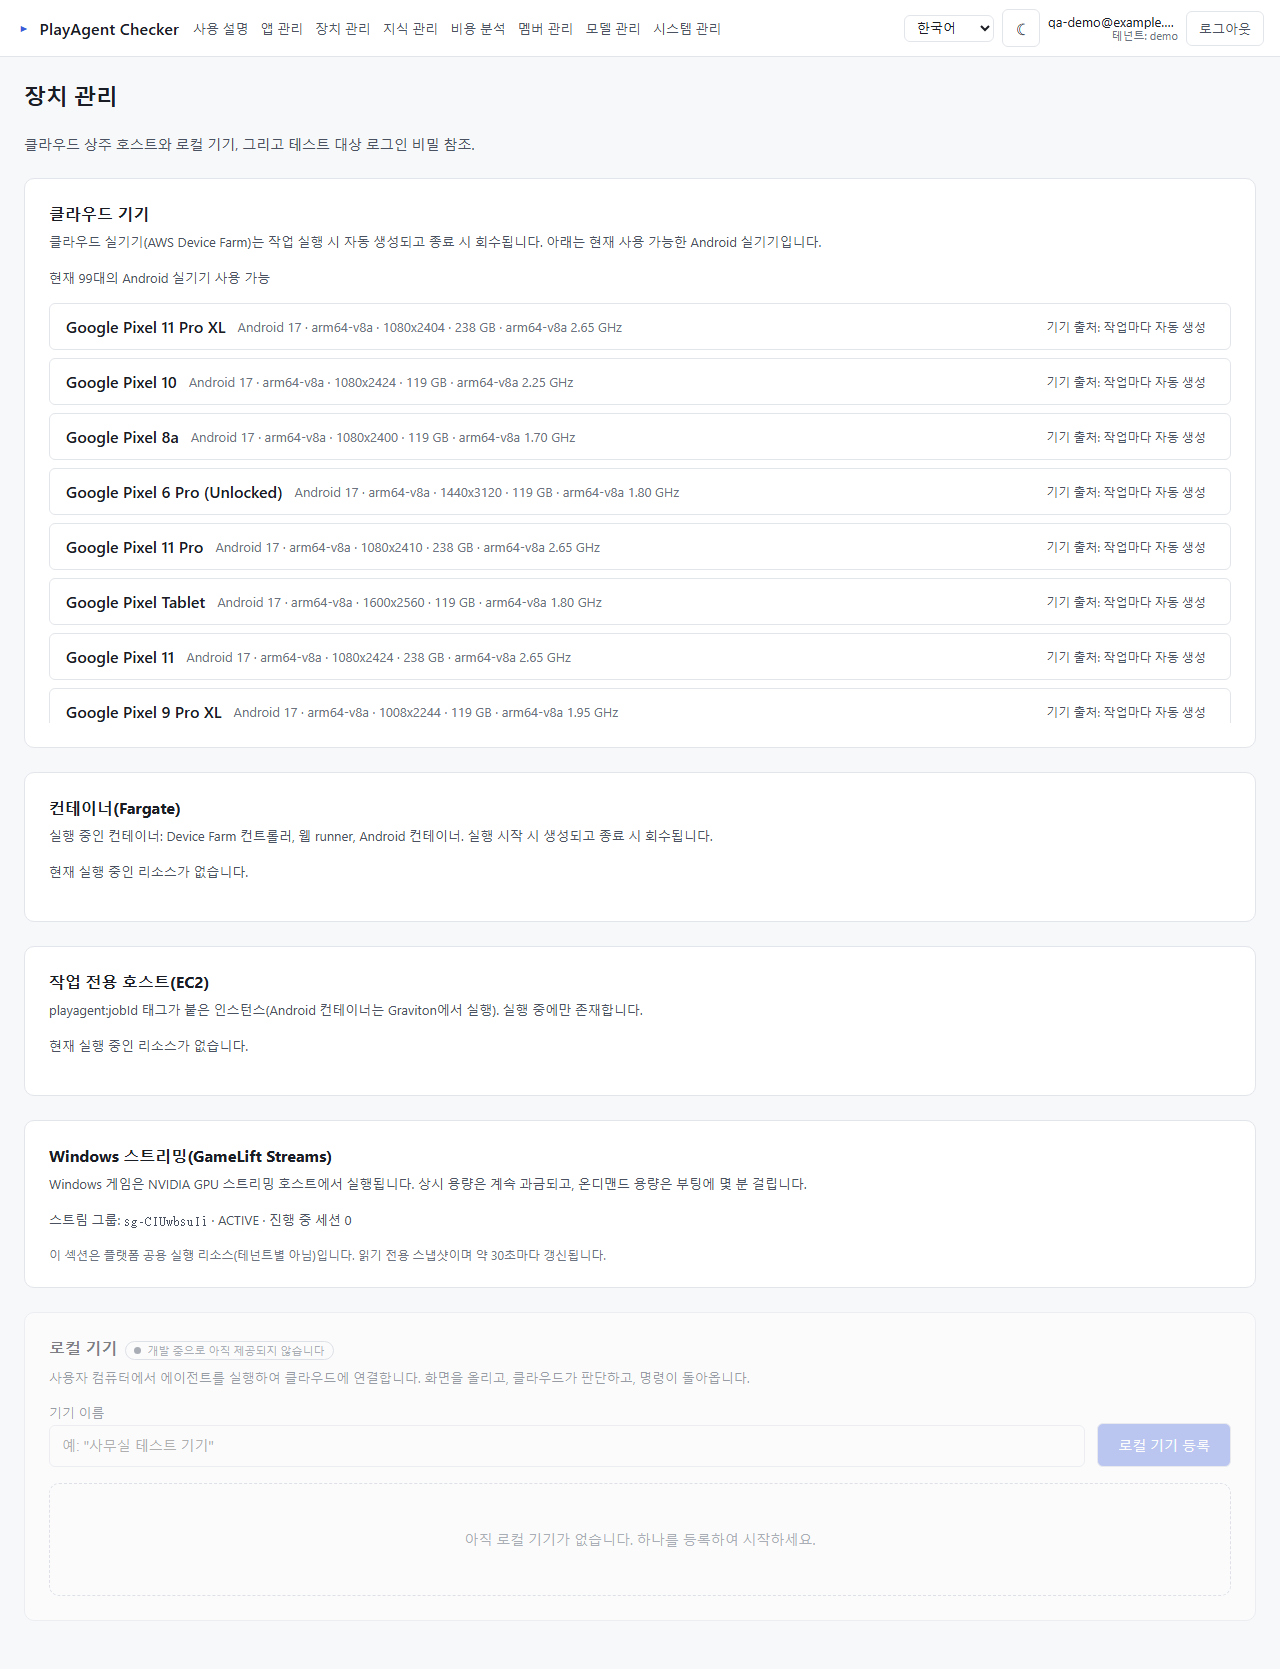 PlayAgent Checker 사용 설명 앱 관리 장치 관리 지식 관리 비용 분석 멤버 관리 모델 관리 시스템 관리 한국어 qa-demo@example.... 로그아웃
테넌트: demo
장치 관리
클라우드 상주 호스트와 로컬 기기, 그리고 테스트 대상 로그인 비밀 참조.
클라우드 기기
클라우드 실기기(AWS Device Farm)는 작업 실행 시 자동 생성되고 종료 시 회수됩니다. 아래는 현재 사용 가능한 Android 실기기입니다.
현재 99대의 Android 실기기 사용 가능
Google Pixel 11 Pro XL Android 17 · arm64-v8a · 1080x2404 · 238 GB · arm64-v8a 2.65 GHz 기기 출처: 작업마다 자동 생성
Google Pixel 10 Android 17 · arm64-v8a · 1080x2424 · 119 GB · arm64-v8a 2.25 GHz 기기 출처: 작업마다 자동 생성
Google Pixel 8a Android 17 · arm64-v8a · 1080x2400 · 119 GB · arm64-v8a 1.70 GHz 기기 출처: 작업마다 자동 생성
Google Pixel 6 Pro (Unlocked) Android 17 · arm64-v8a · 1440x3120 · 119 GB · arm64-v8a 1.80 GHz 기기 출처: 작업마다 자동 생성
Google Pixel 11 Pro Android 17 · arm64-v8a · 1080x2410 · 238 GB · arm64-v8a 2.65 GHz 기기 출처: 작업마다 자동 생성
Google Pixel Tablet Android 17 · arm64-v8a · 1600x2560 · 119 GB · arm64-v8a 1.80 GHz 기기 출처: 작업마다 자동 생성
Google Pixel 11 Android 17 · arm64-v8a · 1080x2424 · 238 GB · arm64-v8a 2.65 GHz 기기 출처: 작업마다 자동 생성
Google Pixel 9 Pro XL Android 17 · arm64-v8a · 1008x2244 · 119 GB · arm64-v8a 1.95 GHz 기기 출처: 작업마다 자동 생성
컨테이너(Fargate)
실행 중인 컨테이너: Device Farm 컨트롤러, 웹 runner, Android 컨테이너. 실행 시작 시 생성되고 종료 시 회수됩니다.
현재 실행 중인 리소스가 없습니다.
작업 전용 호스트(EC2)
playagent:jobId 태그가 붙은 인스턴스(Android 컨테이너는 Graviton에서 실행). 실행 중에만 존재합니다.
현재 실행 중인 리소스가 없습니다.
Windows 스트리밍(GameLift Streams)
Windows 게임은 NVIDIA GPU 스트리밍 호스트에서 실행됩니다. 상시 용량은 계속 과금되고, 온디맨드 용량은 부팅에 몇 분 걸립니다.
스트림 그룹: sg-CIUwbsuIi · ACTIVE · 진행 중 세션 0
이 섹션은 플랫폼 공용 실행 리소스(테넌트별 아님)입니다. 읽기 전용 스냅샷이며 약 30초마다 갱신됩니다.
로컬 기기 개발 중으로 아직 제공되지 않습니다
사용자 컴퓨터에서 에이전트를 실행하여 클라우드에 연결합니다. 화면을 올리고, 클라우드가 판단하고, 명령이 돌아옵니다.
기기 이름
예: "사무실 테스트 기기" 로컬 기기 등록
아직 로컬 기기가 없습니다. 하나를 등록하여 시작하세요.